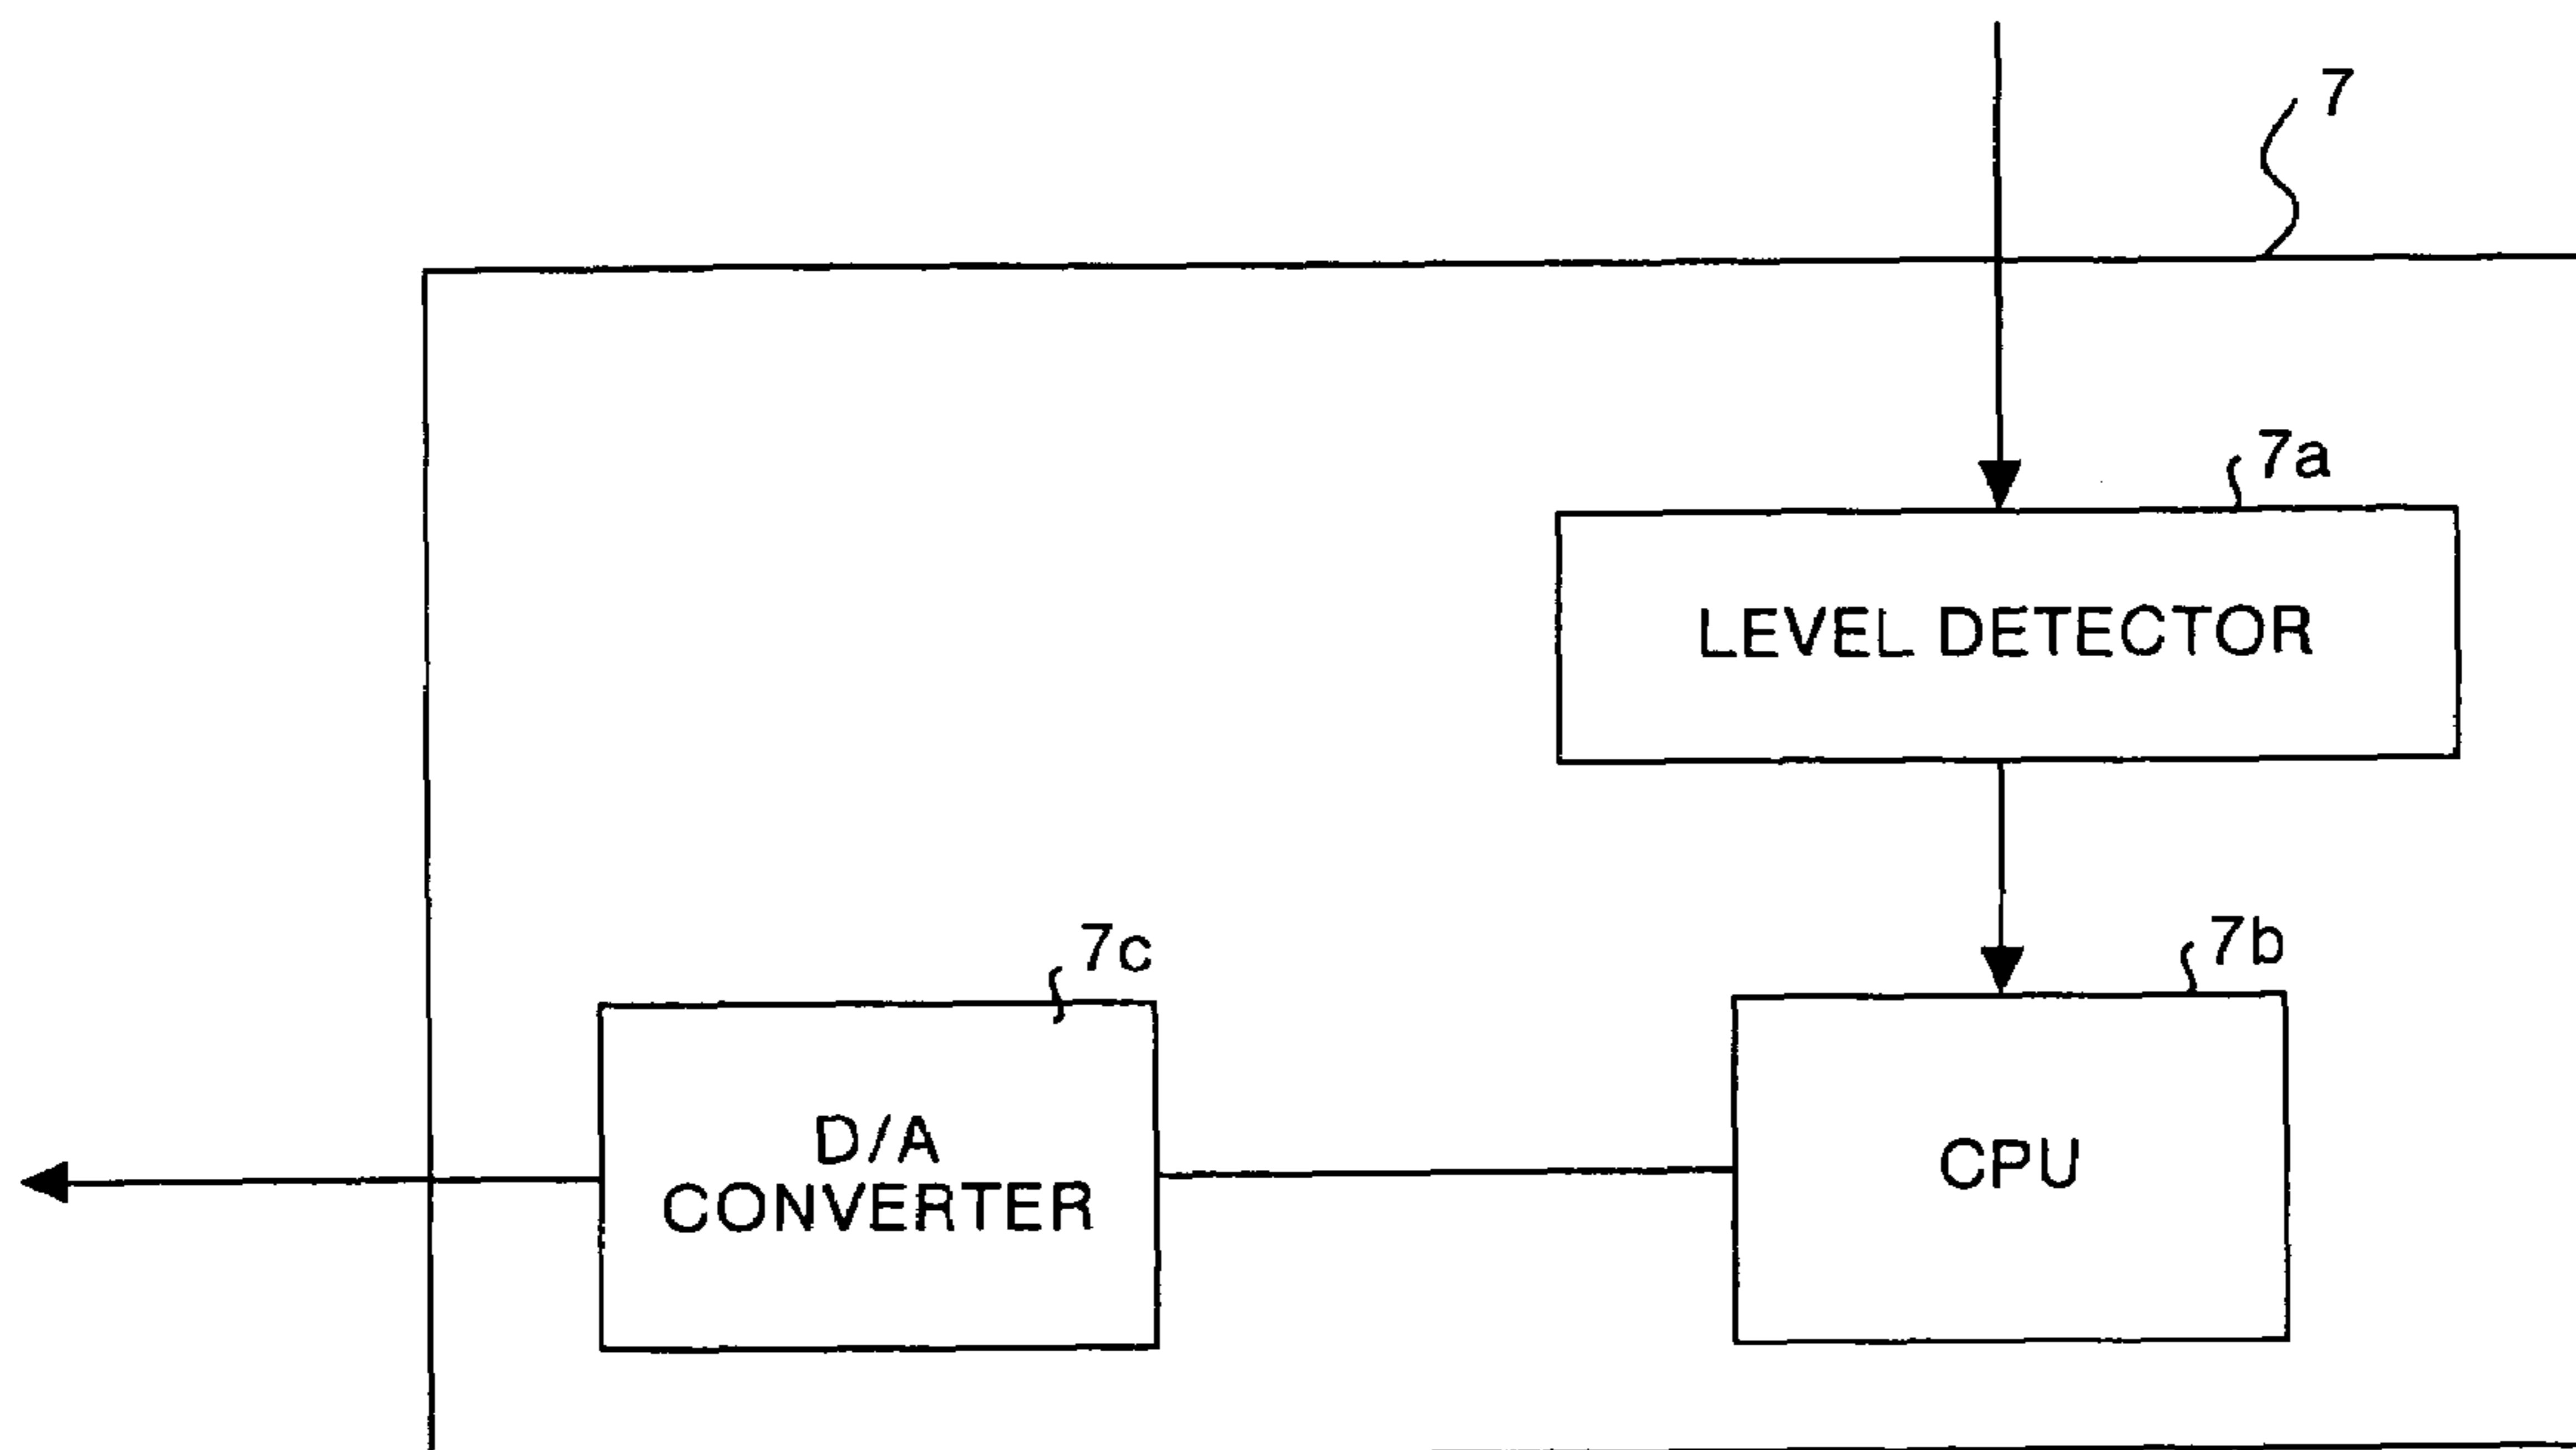 7
7a
LEVEL DETECTOR
7c
7b
D/A
CONVERTER
CPU